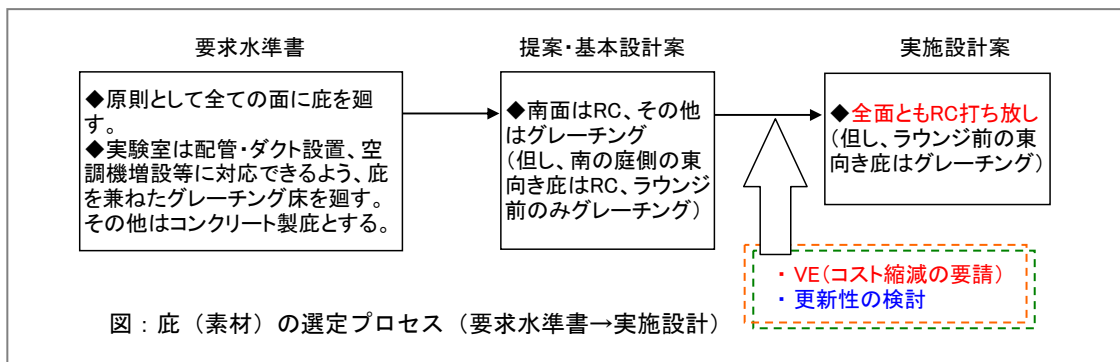 要求水準書
◆原則として全ての面に庇を廻
す。
◆実験室は配管・ダクト設置、空
調機増設等に対応できるよう、庇
を兼ねたグレーチング床を廻す。
その他はコンクリート製庇とする。
提案・基本設計案
◆南面はRC、その他
はグレーチング
(但し、南の庭側の東
向き庇はRC、ラウンジ
前のみグレーチング)
実施設計案
◆全面ともRC打ち放し
(但し、ラウンジ前の東
向き庇はグレーチング)
・ VE(コスト縮減の要請)
・ 更新性の検討
図：庇（素材）の選定プロセス（要求水準書→実施設計）